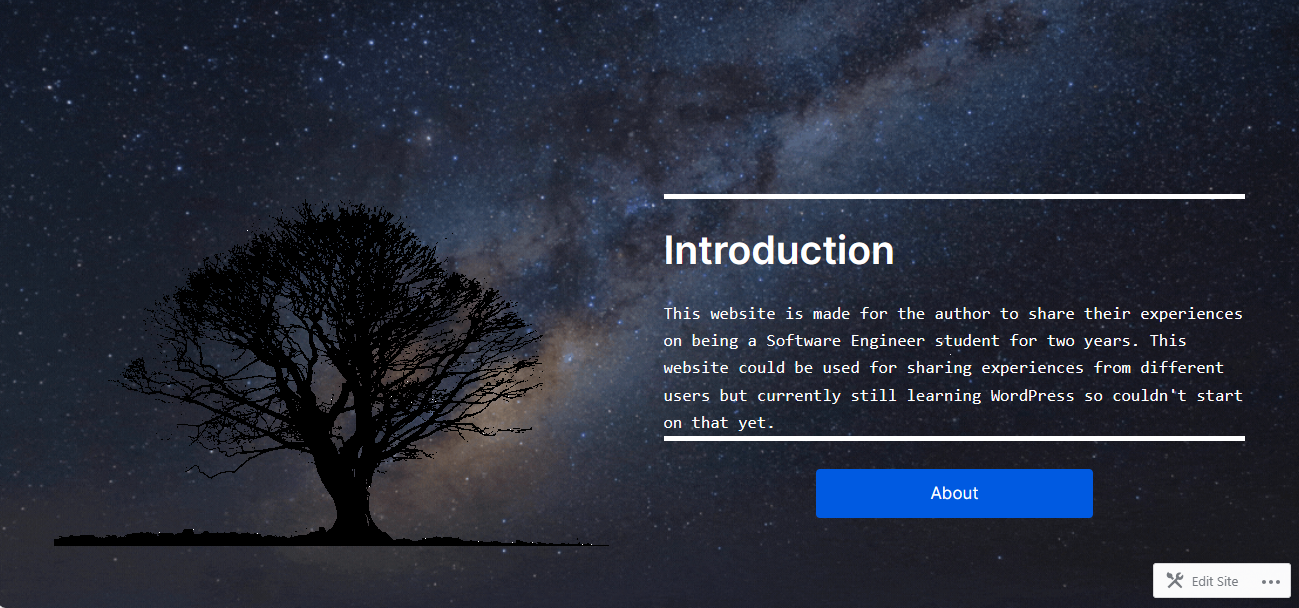 Introduction
This website is made for the author to share their experiences
on being a Software Engineer student for two years. This
website could be used for sharing experiences from different
users but currently still learning WordPress so couldn't start
on that yet.
About
Edit Site